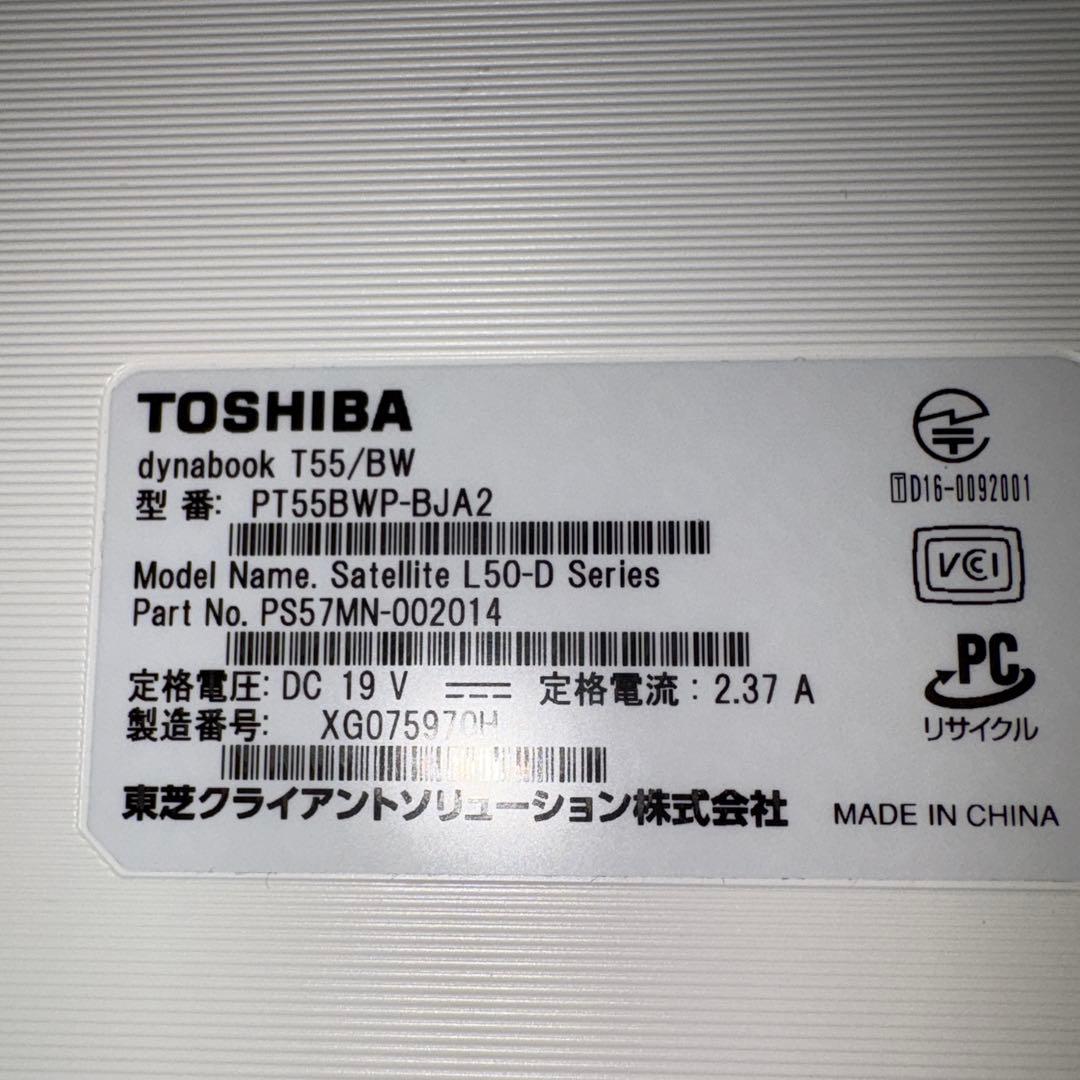 TOSHIBA
dynabook T55/BW
型 番: PT55BWP-BJA2
Model Name. Satellite L50-D Series
Part No. PS57MN-002014
定格電圧: DC 19 V ⎓ 定格電流: 2.37 A
製造番号: XG075970H
東芝クライアントソリューション株式会社
MADE IN CHINA
T D16-0092001
VCI
PC
リサイクル